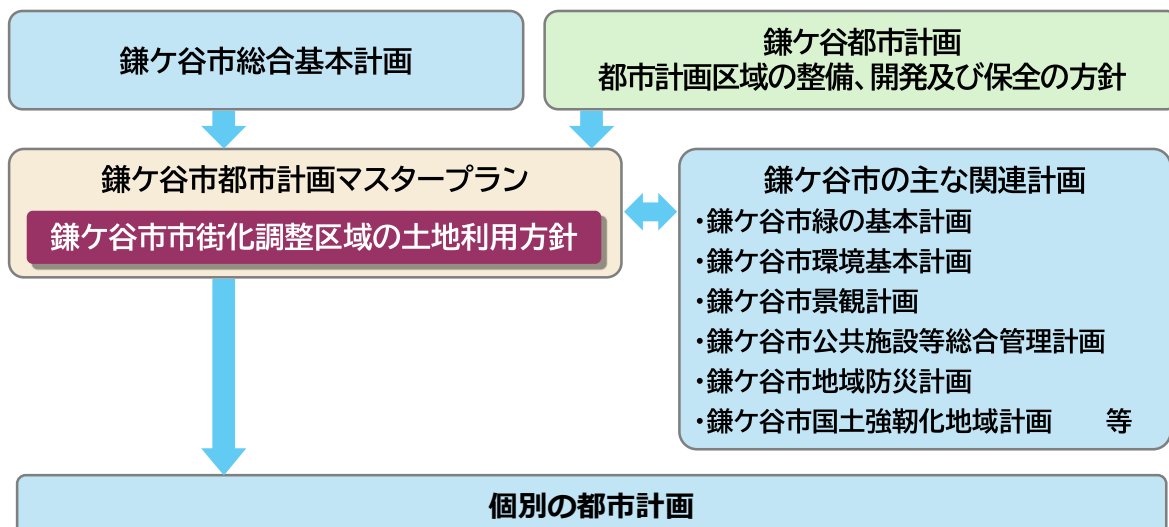 鎌ケ谷市総合基本計画
鎌ケ谷都市計画
都市計画区域の整備、開発及び保全の方針
鎌ケ谷市都市計画マスタープラン
鎌ケ谷市市街化調整区域の土地利用方針
鎌ケ谷市の主な関連計画
・鎌ケ谷市緑の基本計画
・鎌ケ谷市環境基本計画
・鎌ケ谷市景観計画
・鎌ケ谷市公共施設等総合管理計画
・鎌ケ谷市地域防災計画
・鎌ケ谷市国土強靭化地域計画　　等
個別の都市計画